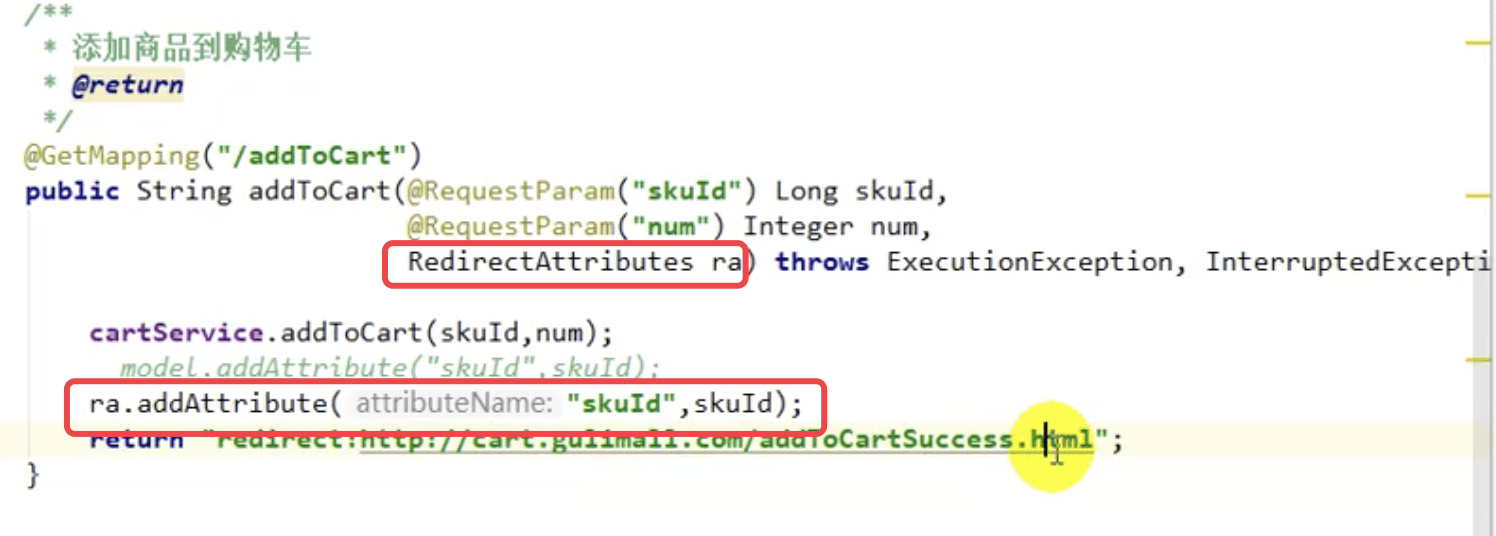 /**
* 添加商品到购物车
* @return
*/
@GetMapping("/addToCart")
public String addToCart(@RequestParam("skuId") Long skuId,
@RequestParam("num") Integer num,
RedirectAttributes ra) throws ExecutionException, InterruptedExcepti
cartService.addToCart(skuId,num);
model.addAttribute("skuId",skuId);
ra.addAttribute( attributeName: "skuId",skuId);
return "redirect:http://cart.gulimall.com/addToCartSuccess.html";
}